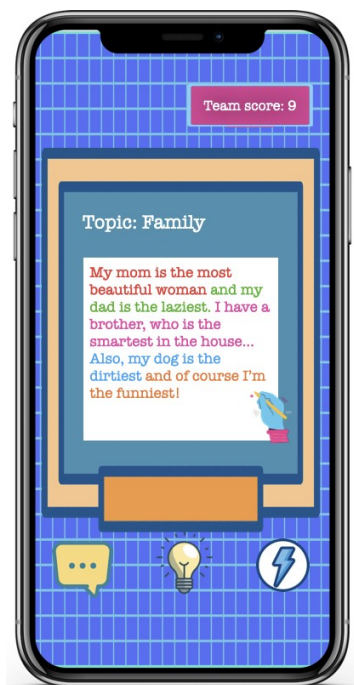 Team score: 9
Topic: Family
My mom is the most
beautiful woman and my
dad is the laziest. I have a
brother, who is the
smartest in the house...
Also, my dog is the
dirtiest and of course I'm
the funniest!